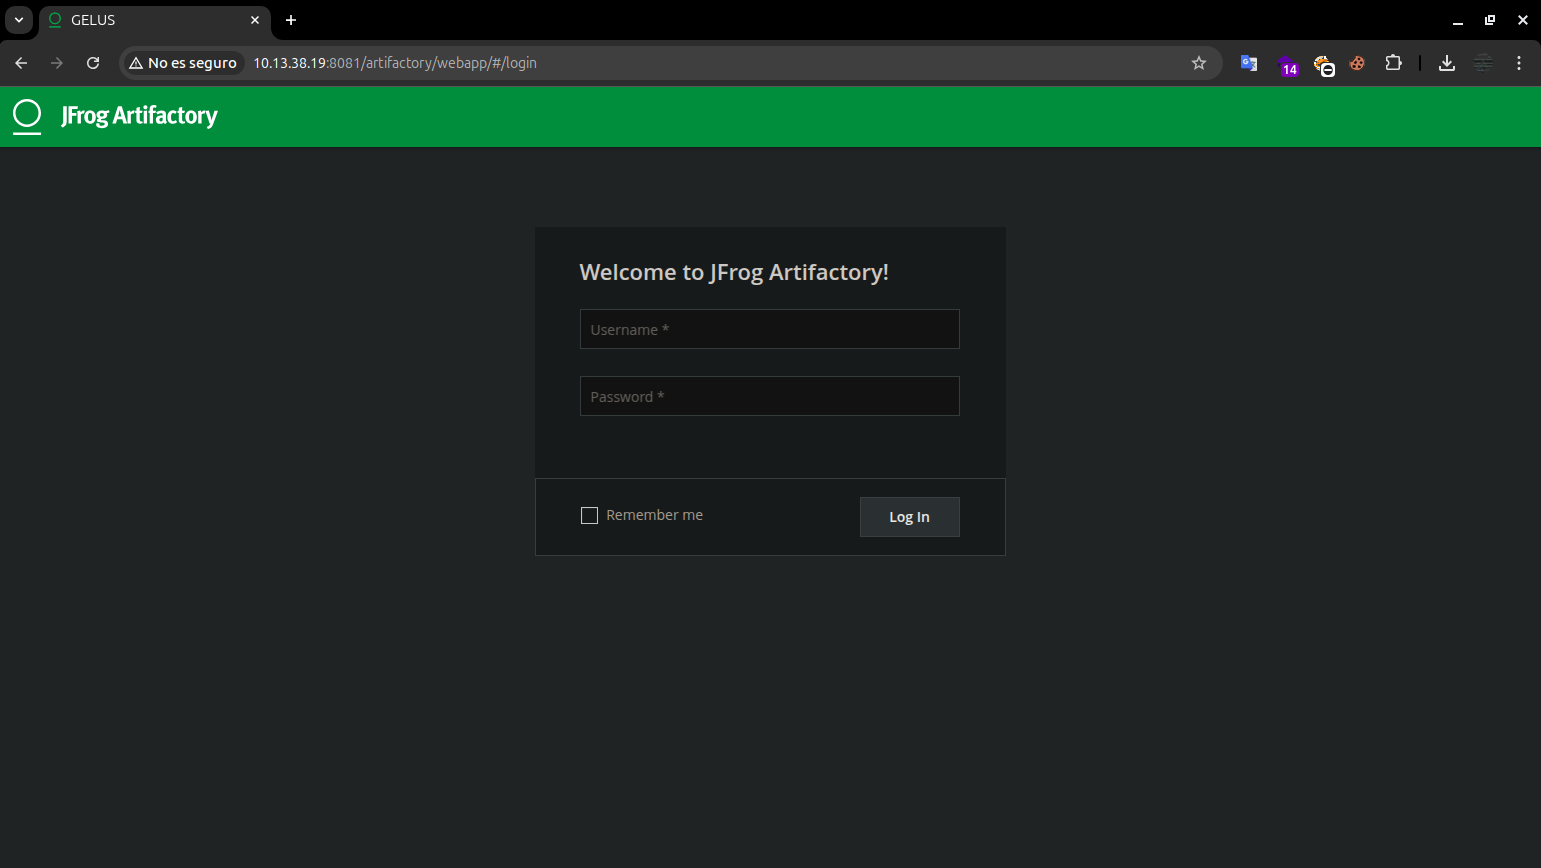 GELUS
No es seguro
10.13.38.19:8081/artifactory/webapp/#/login
14
JFrog Artifactory
Welcome to JFrog Artifactory!
Username *
Password *
Remember me
Log In